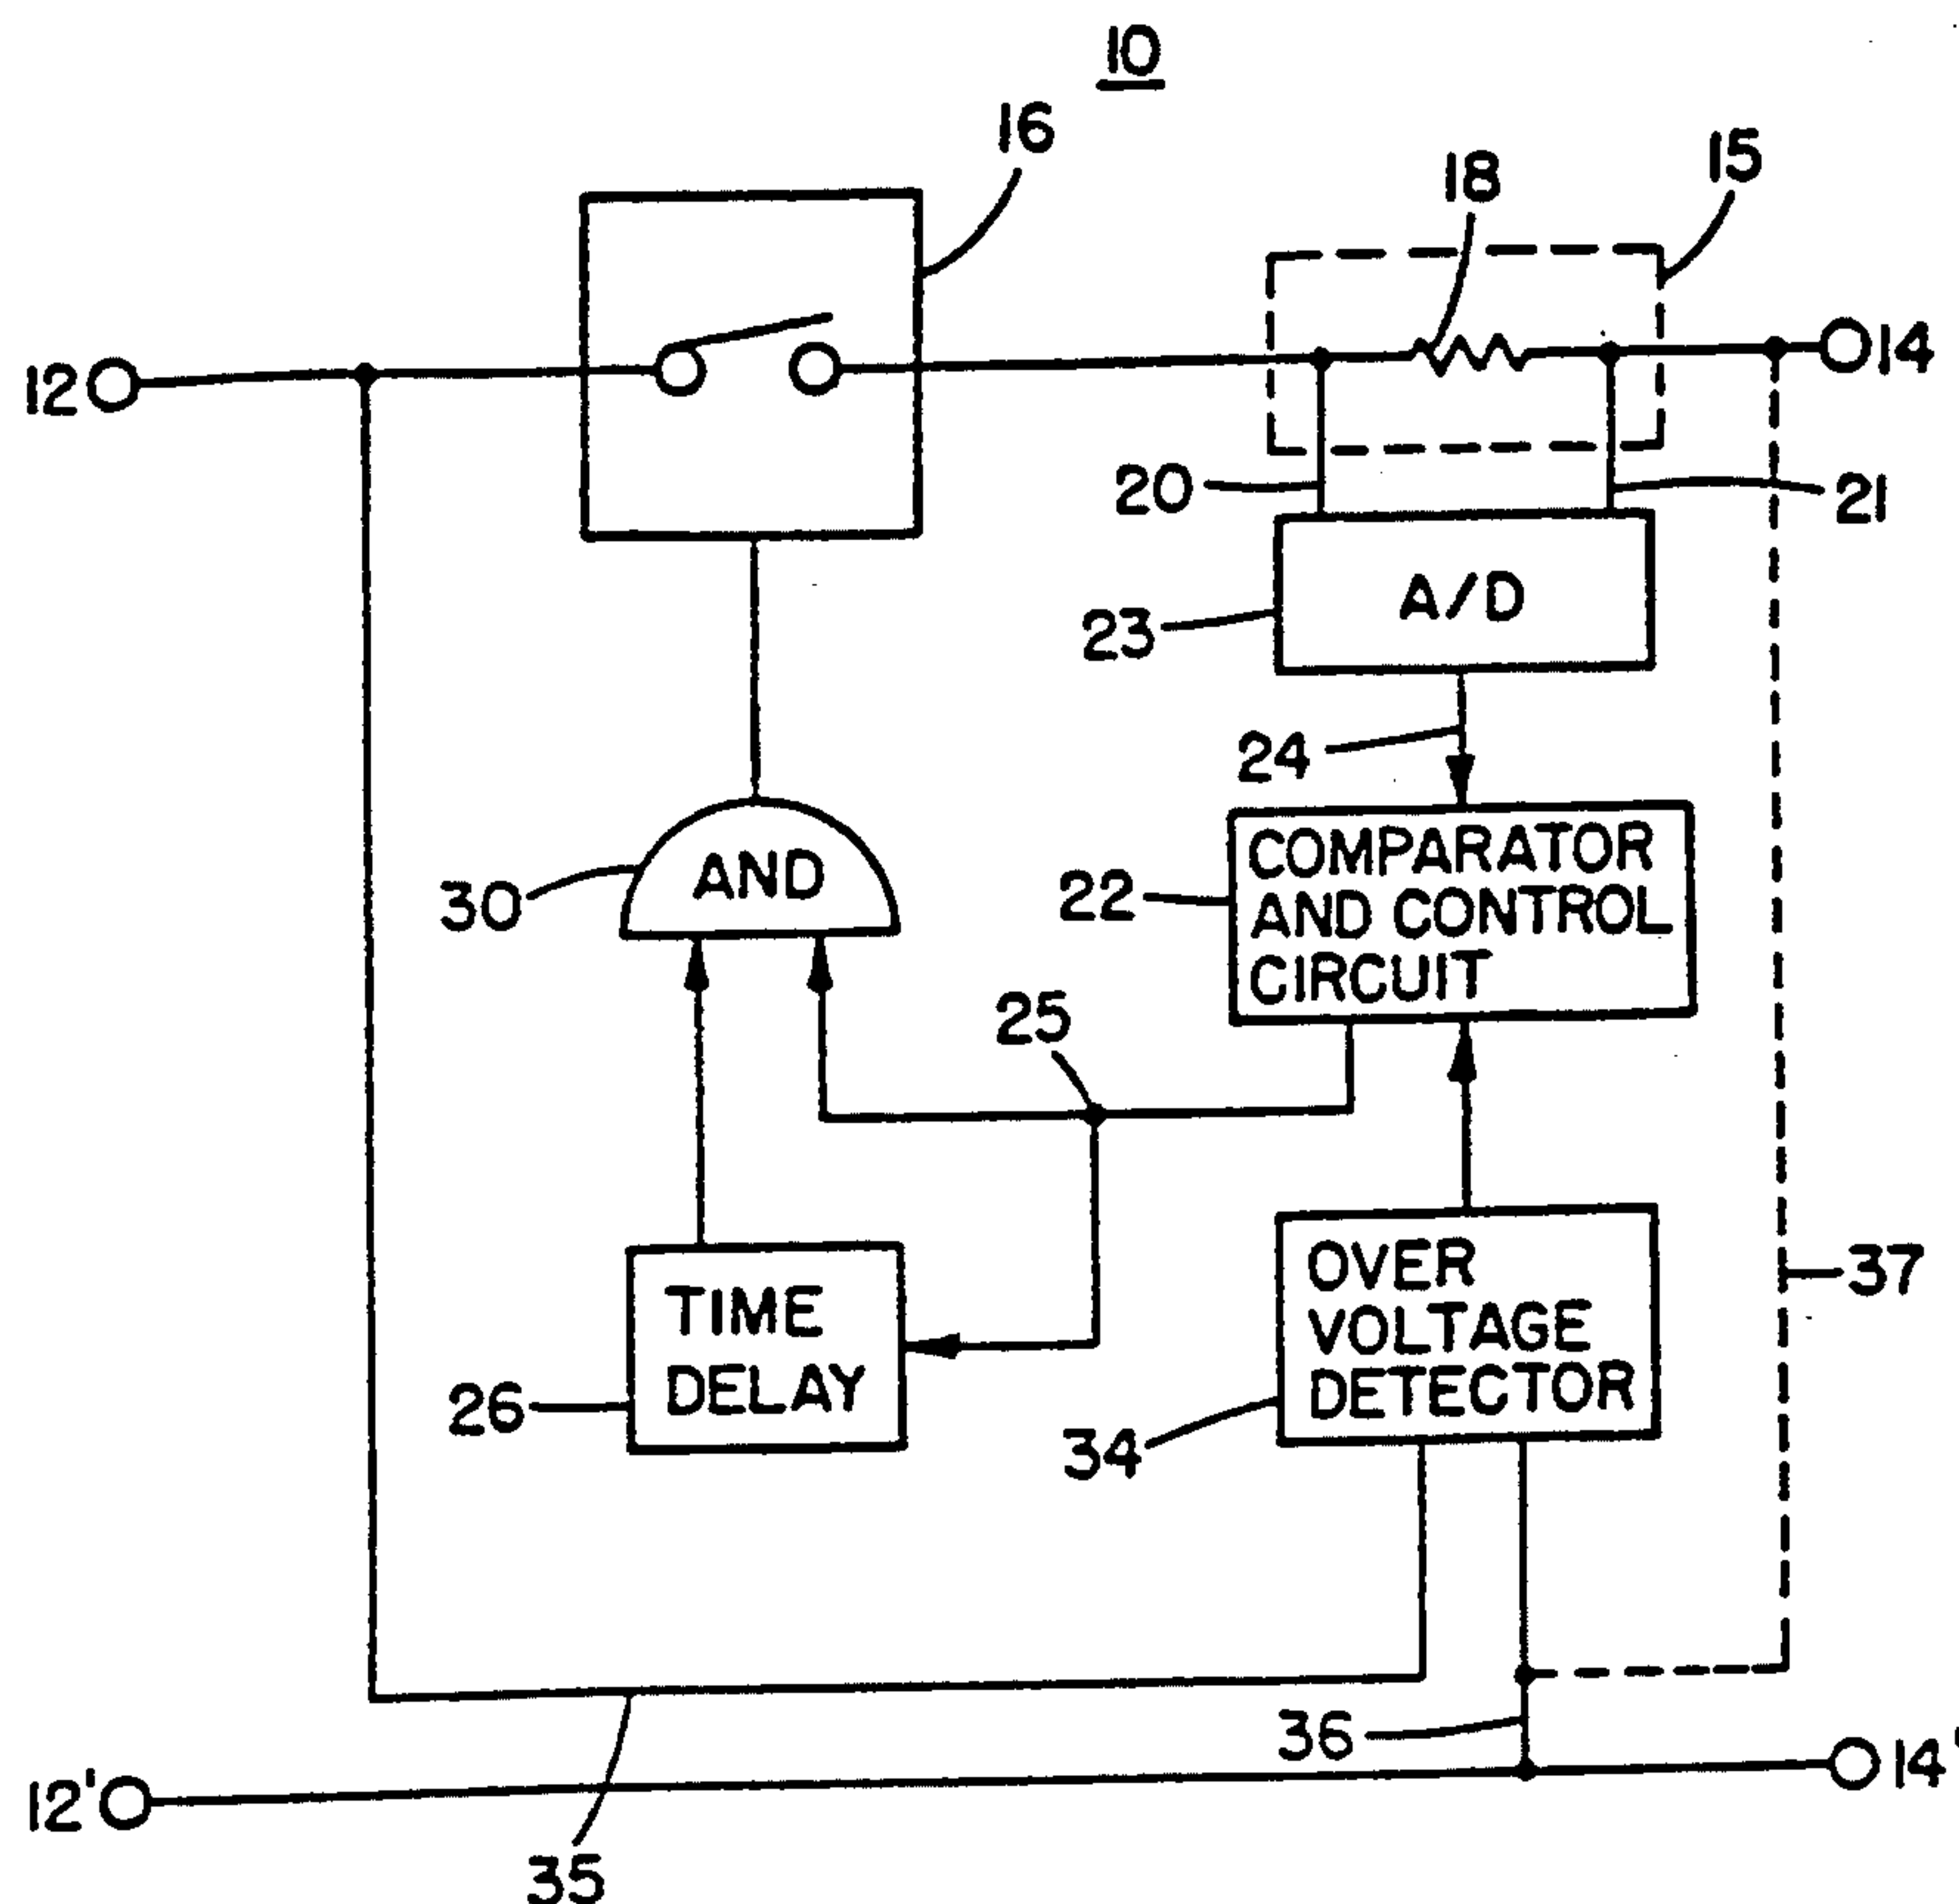 10
16
18
15
12
14
20
21
A/D
23
24
COMPARATOR
AND CONTROL
CIRCUIT
22
AND
30
25
TIME
DELAY
26
OVER
VOLTAGE
DETECTOR
34
37
36
12'
14'
35